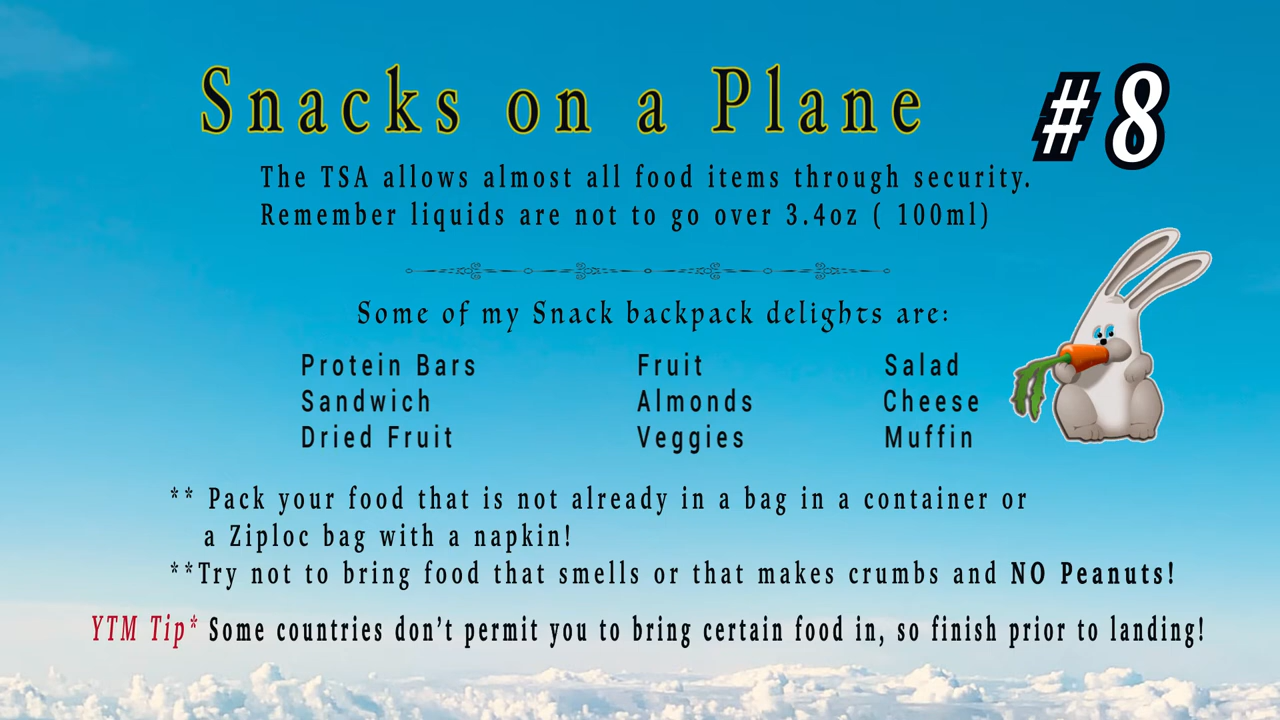 Snacks on a Plane
#8
The TSA allows almost all food items through security.
Remember liquids are not to go over 3.4oz ( 100ml)
Some of my Snack backpack delights are:
Protein Bars Fruit Salad
Sandwich Almonds Cheese
Dried Fruit Veggies Muffin
** Pack your food that is not already in a bag in a container or
a Ziploc bag with a napkin!
**Try not to bring food that smells or that makes crumbs and NO Peanuts!
YTM Tip* Some countries don’t permit you to bring certain food in, so finish prior to landing!